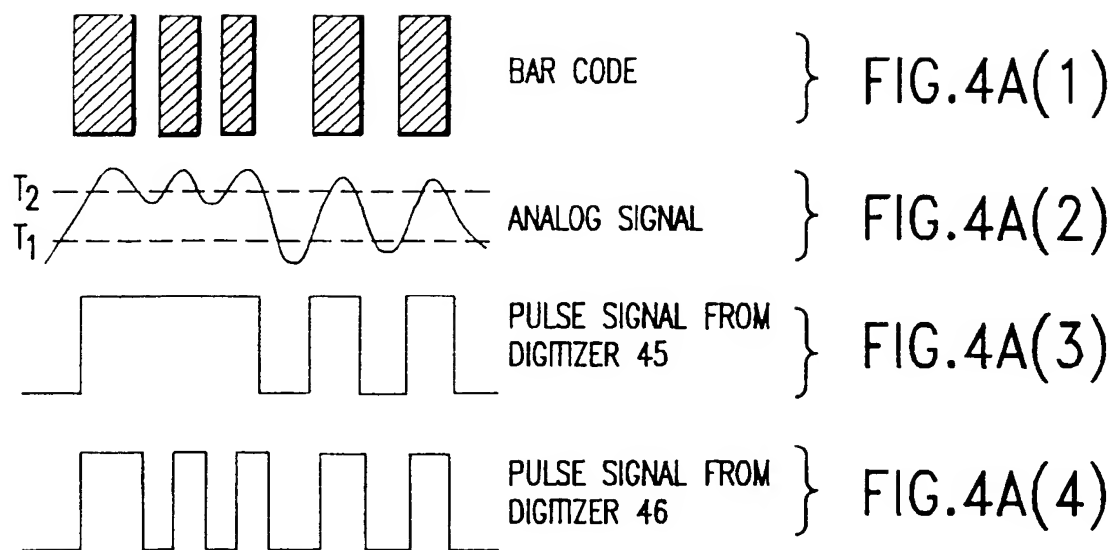 BAR CODE
FIG.4A(1)
T2
T1
ANALOG SIGNAL
FIG.4A(2)
PULSE SIGNAL FROM
DIGITIZER 45
FIG.4A(3)
PULSE SIGNAL FROM
DIGITIZER 46
FIG.4A(4)